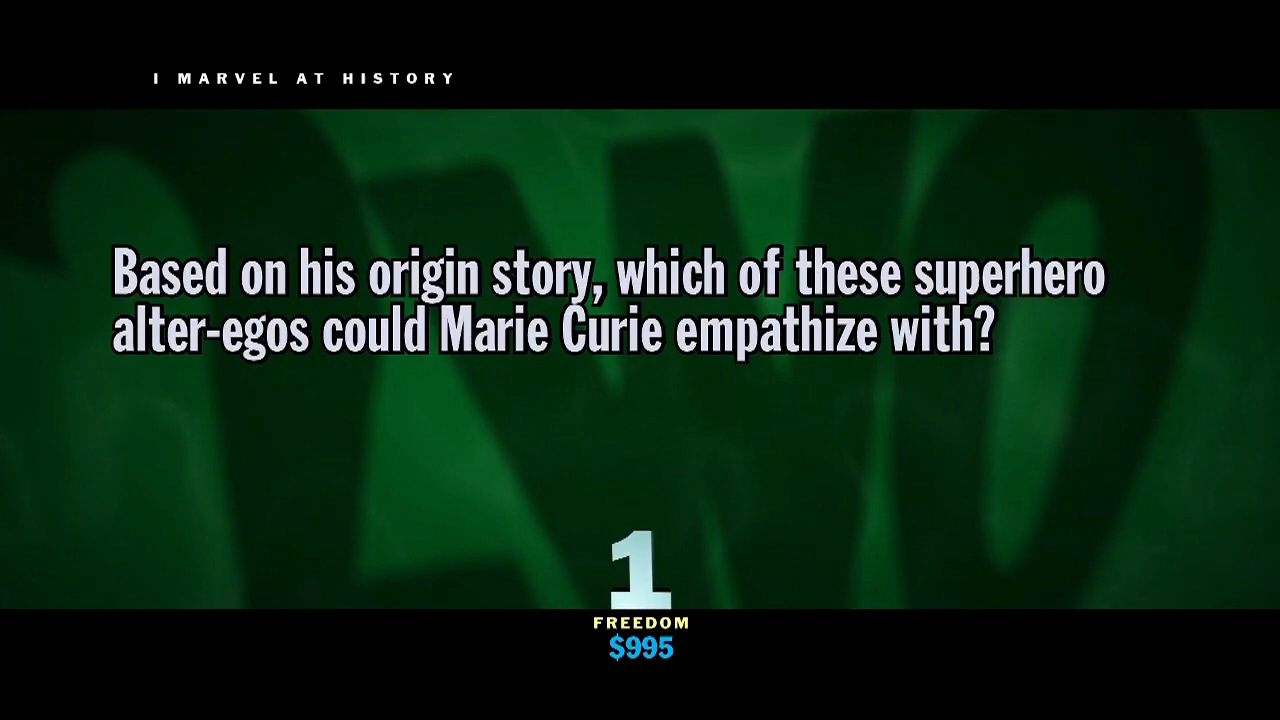 I MARVEL AT HISTORY
Based on his origin story, which of these superhero
alter-egos could Marie Curie empathize with?
1
FREEDOM
$995